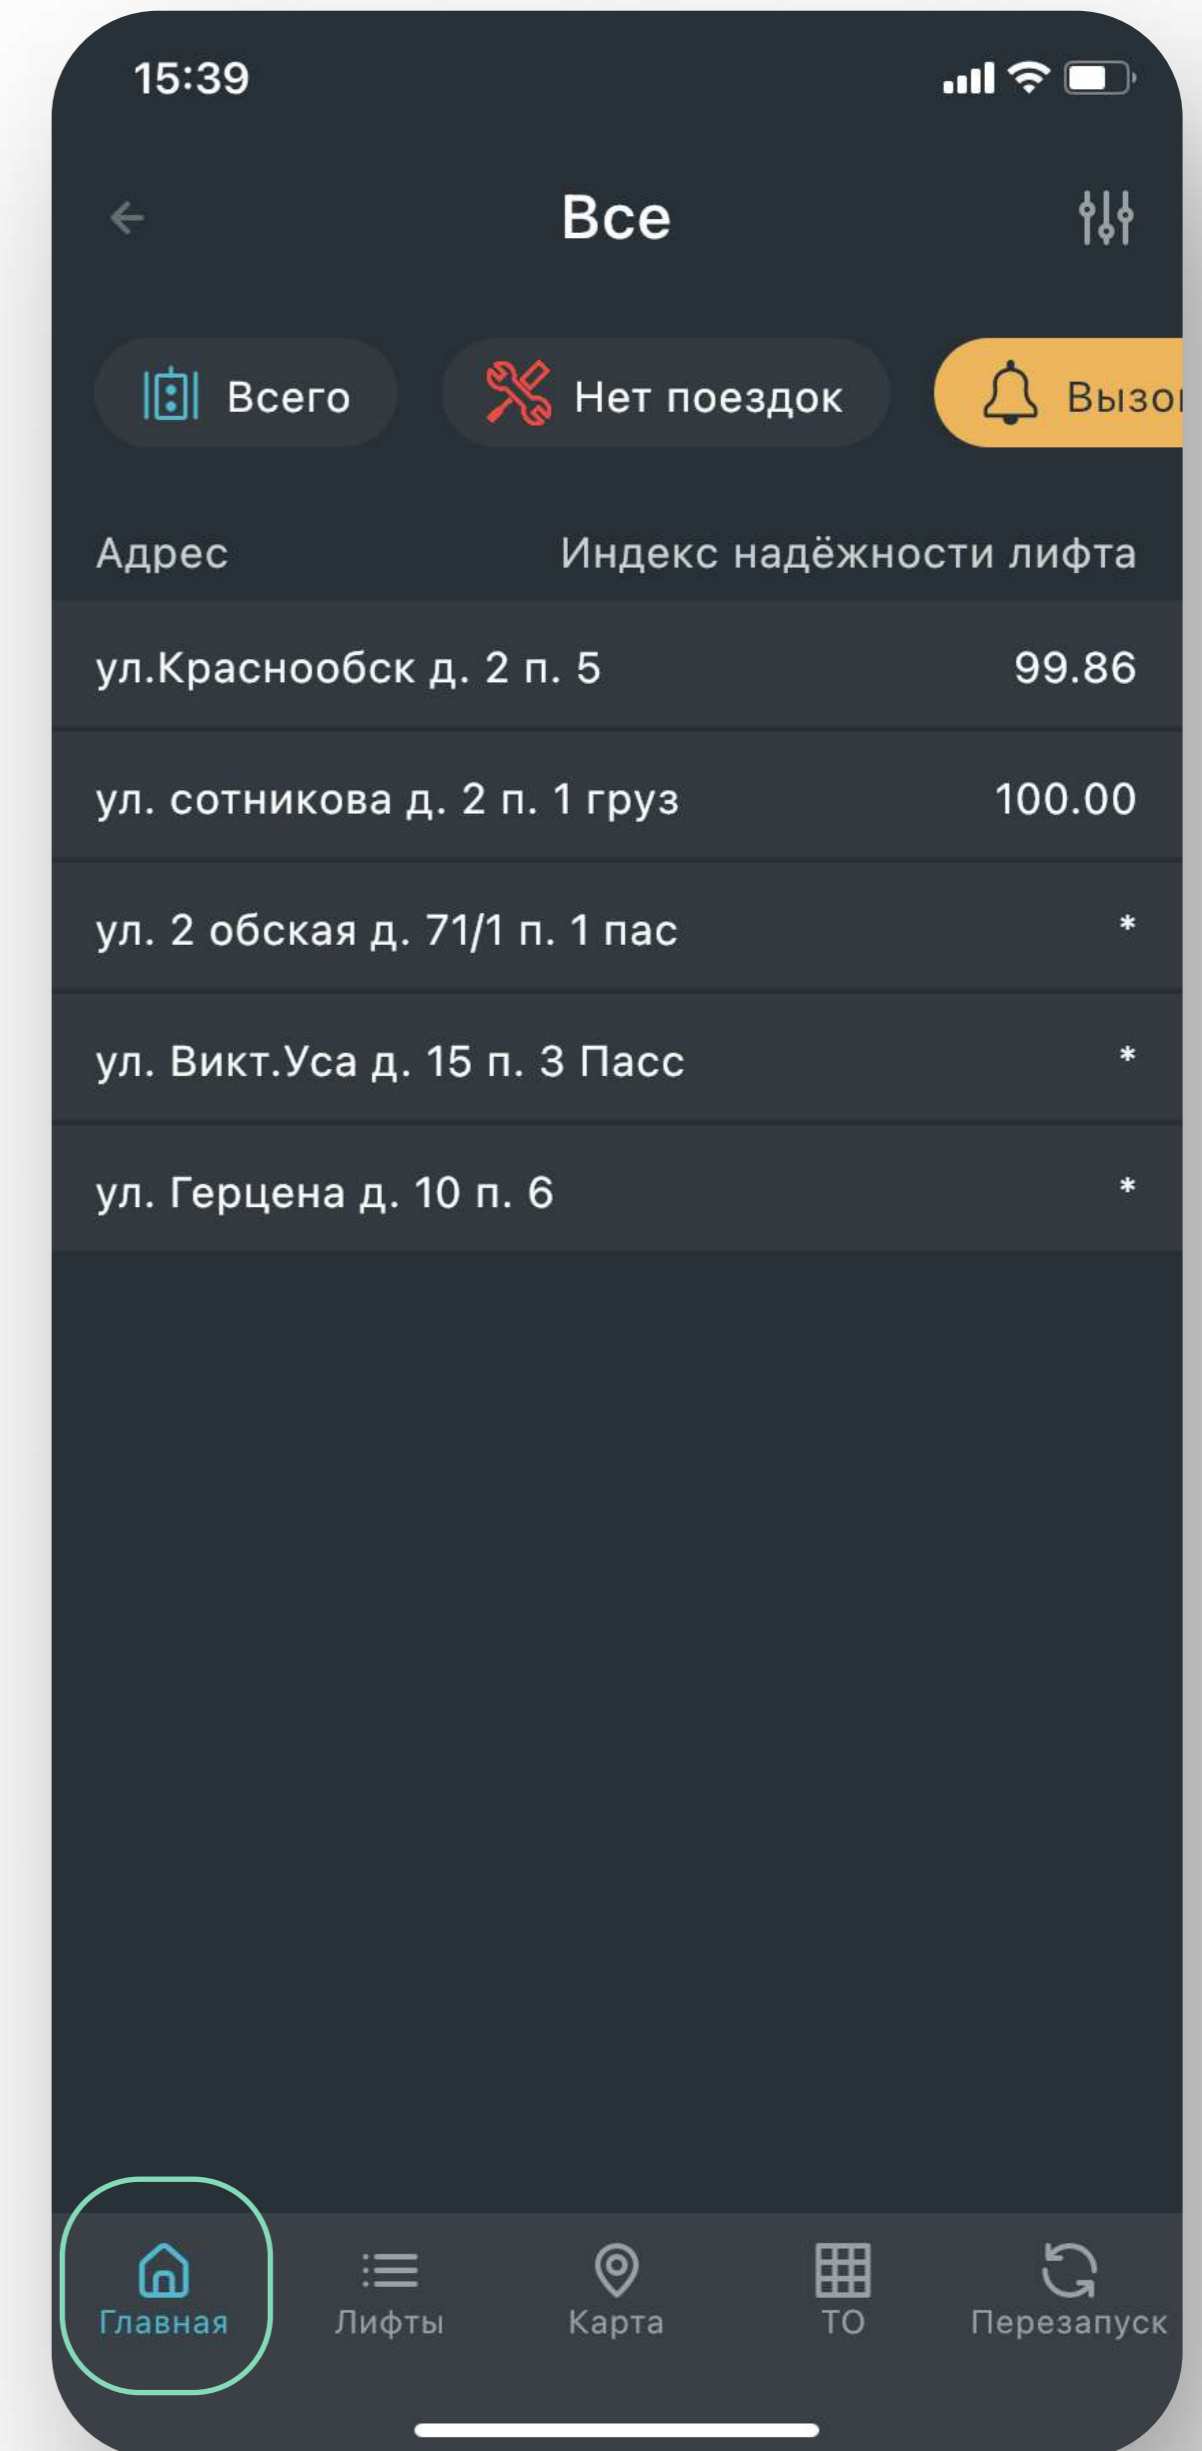 15:39
Все
Всего
Нет поездок
Адрес
Индекс надёжности лифта
ул.Краснообск д. 2 п. 5
99.86
ул. сотникова д. 2 п. 1 груз
100.00
ул. 2 обская д. 71/1 п. 1 пас
*
ул. Викт.Уса д. 15 п. 3 Пасс
*
ул. Герцена д. 10 п. 6
*
Главная
Лифты
Карта
ТО
Перезапуск